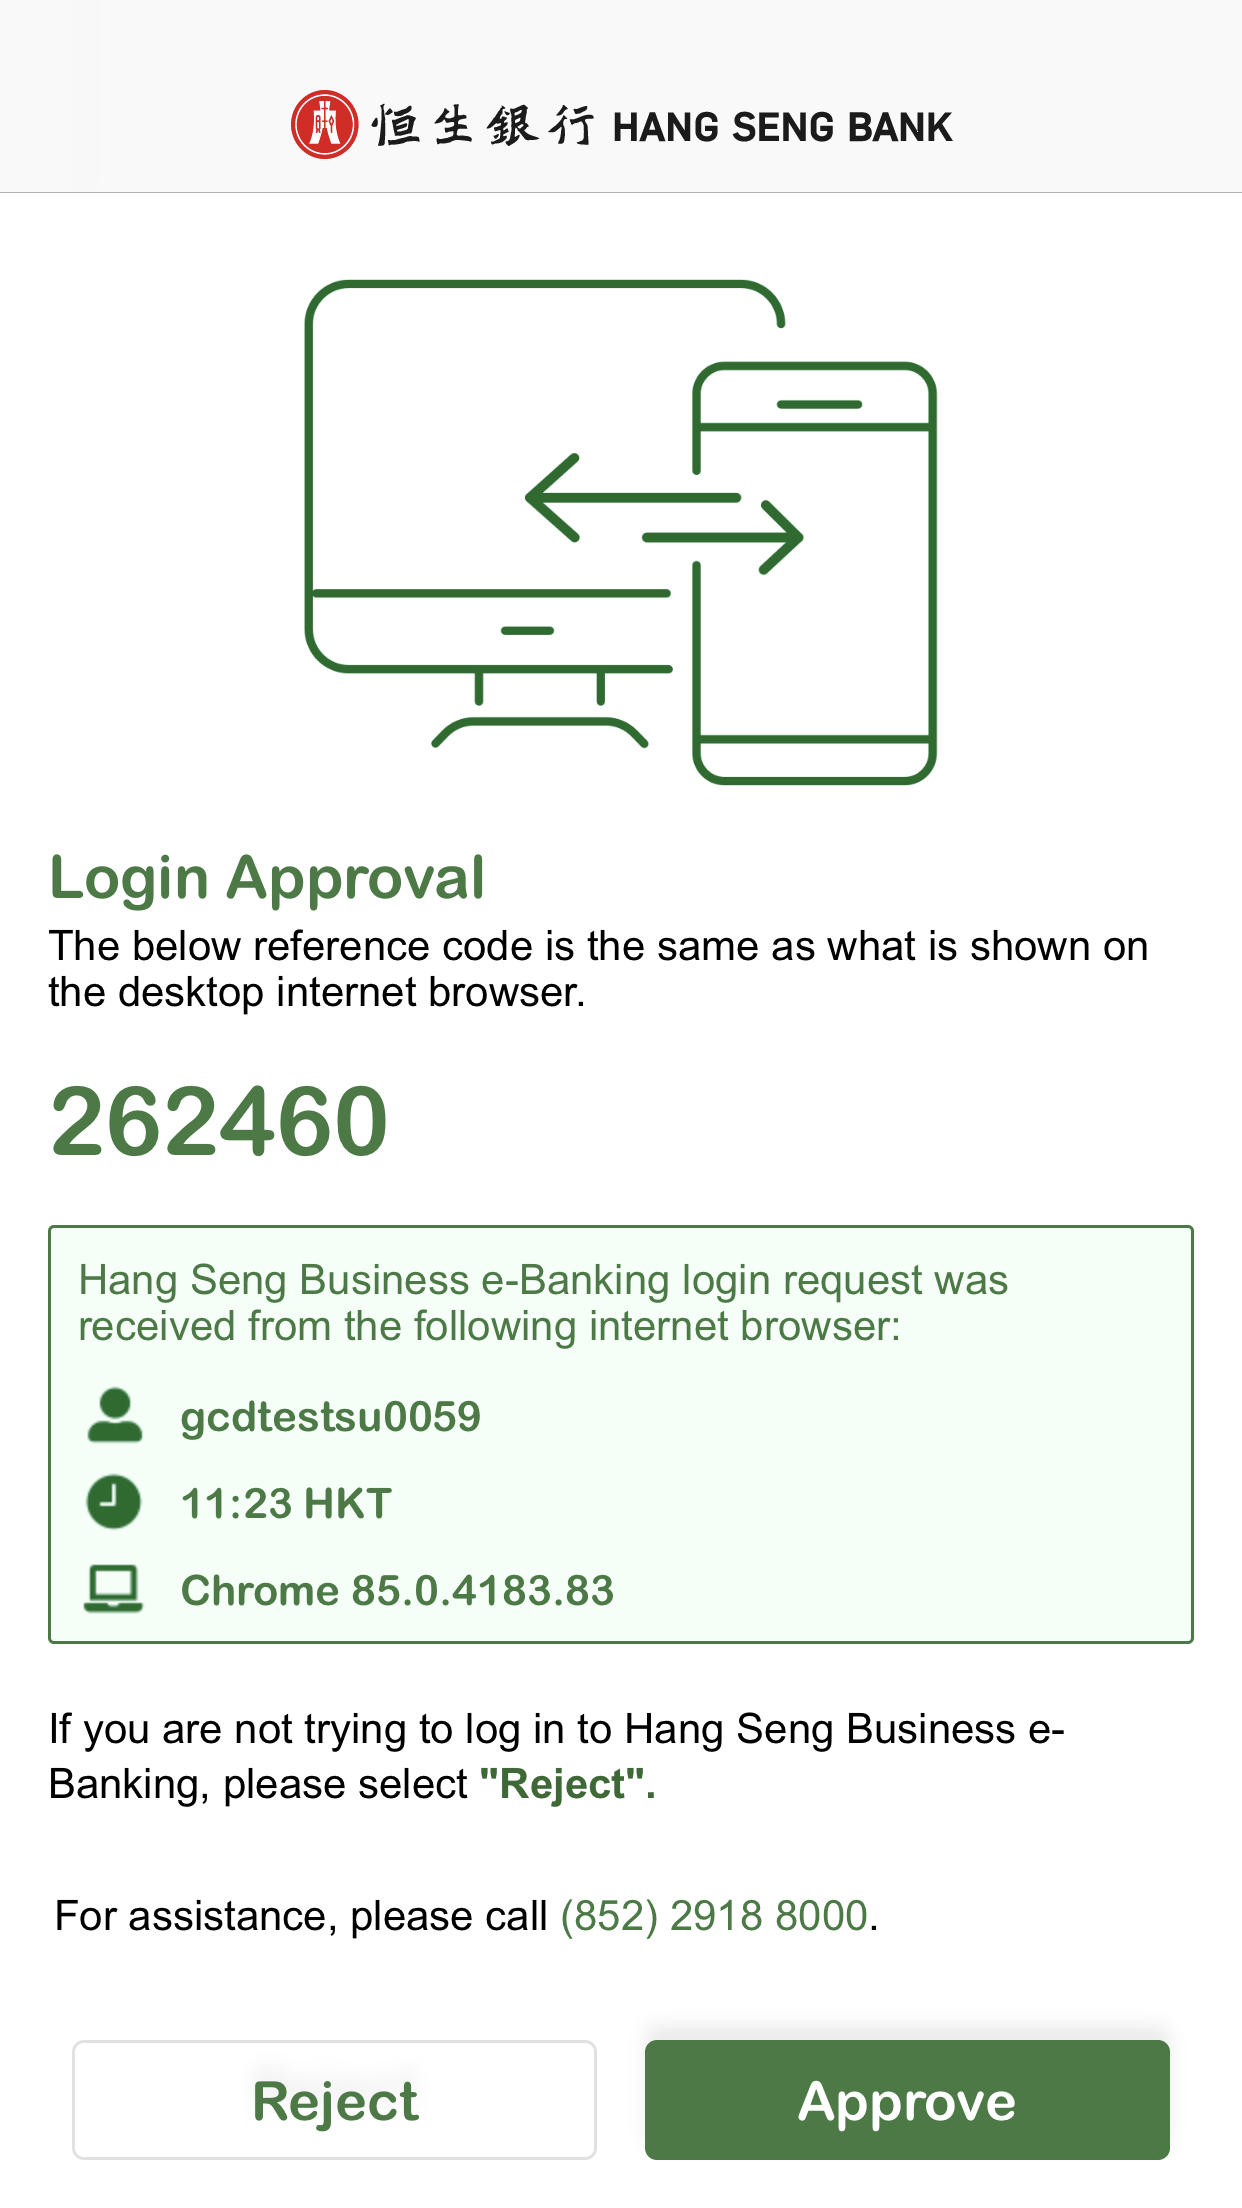 恒生銀行 HANG SENG BANK
Login Approval
The below reference code is the same as what is shown on
the desktop internet browser.
262460
Hang Seng Business e-Banking login request was
received from the following internet browser:
gcdtestsu0059
11:23 HKT
Chrome 85.0.4183.83
If you are not trying to log in to Hang Seng Business e-
Banking, please select "Reject".
For assistance, please call (852) 2918 8000.
Reject
Approve